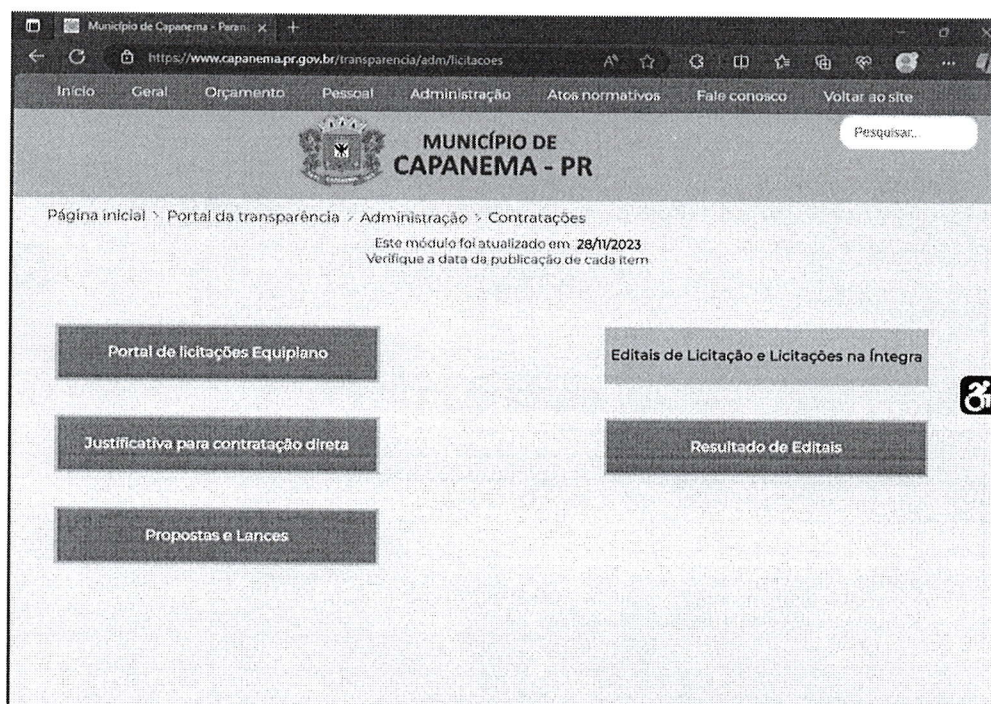 Município de Capanema - Paran
https://www.capanema.pr.gov.br/transparencia/adm/licitacoes
Início Geral Orçamento Pessoal Administração Atos normativos Fale conosco Voltar ao site
Pesquisar...
MUNICÍPIO DE
CAPANEMA - PR
Página inicial > Portal da transparência > Administração > Contratações
Este módulo foi atualizado em 28/11/2023
Verifique a data da publicação de cada item
Portal de licitações Equiplano
Editais de Licitação e Licitações na Íntegra
Justificativa para contratação direta
Resultado de Editais
Propostas e Lances